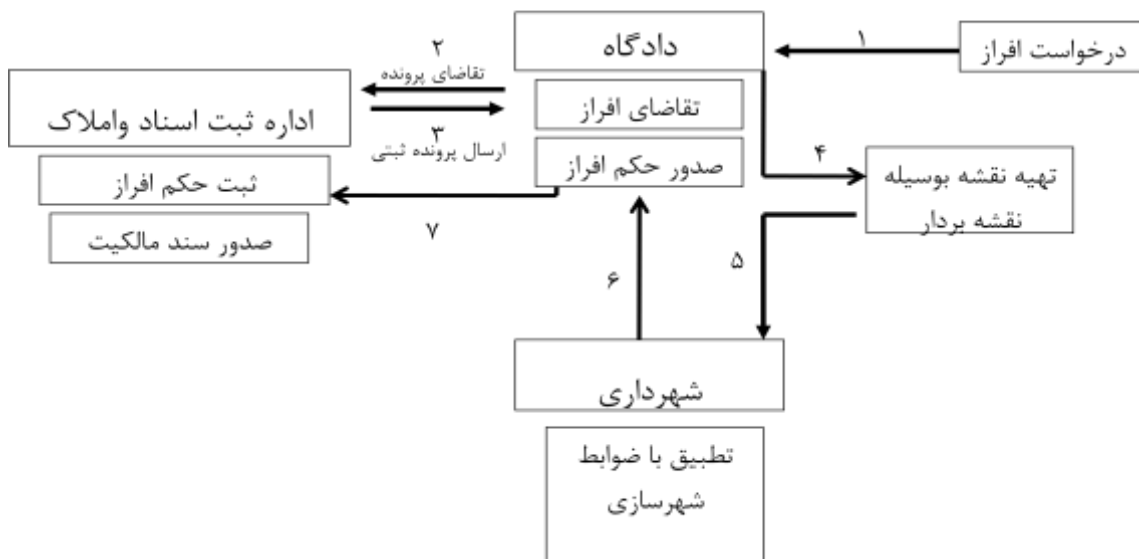 درخواست افراز
۱
دادگاه
تقاضای افراز
صدور حکم افراز
۲
تقاضای پرونده
۳
ارسال پرونده ثبتی
اداره ثبت اسناد واملاک
ثبت حکم افراز
صدور سند مالکیت
۴
تهیه نقشه بوسیله
نقشه بردار
۵
۶
۷
شهرداری
تطبیق با ضوابط
شهرسازی